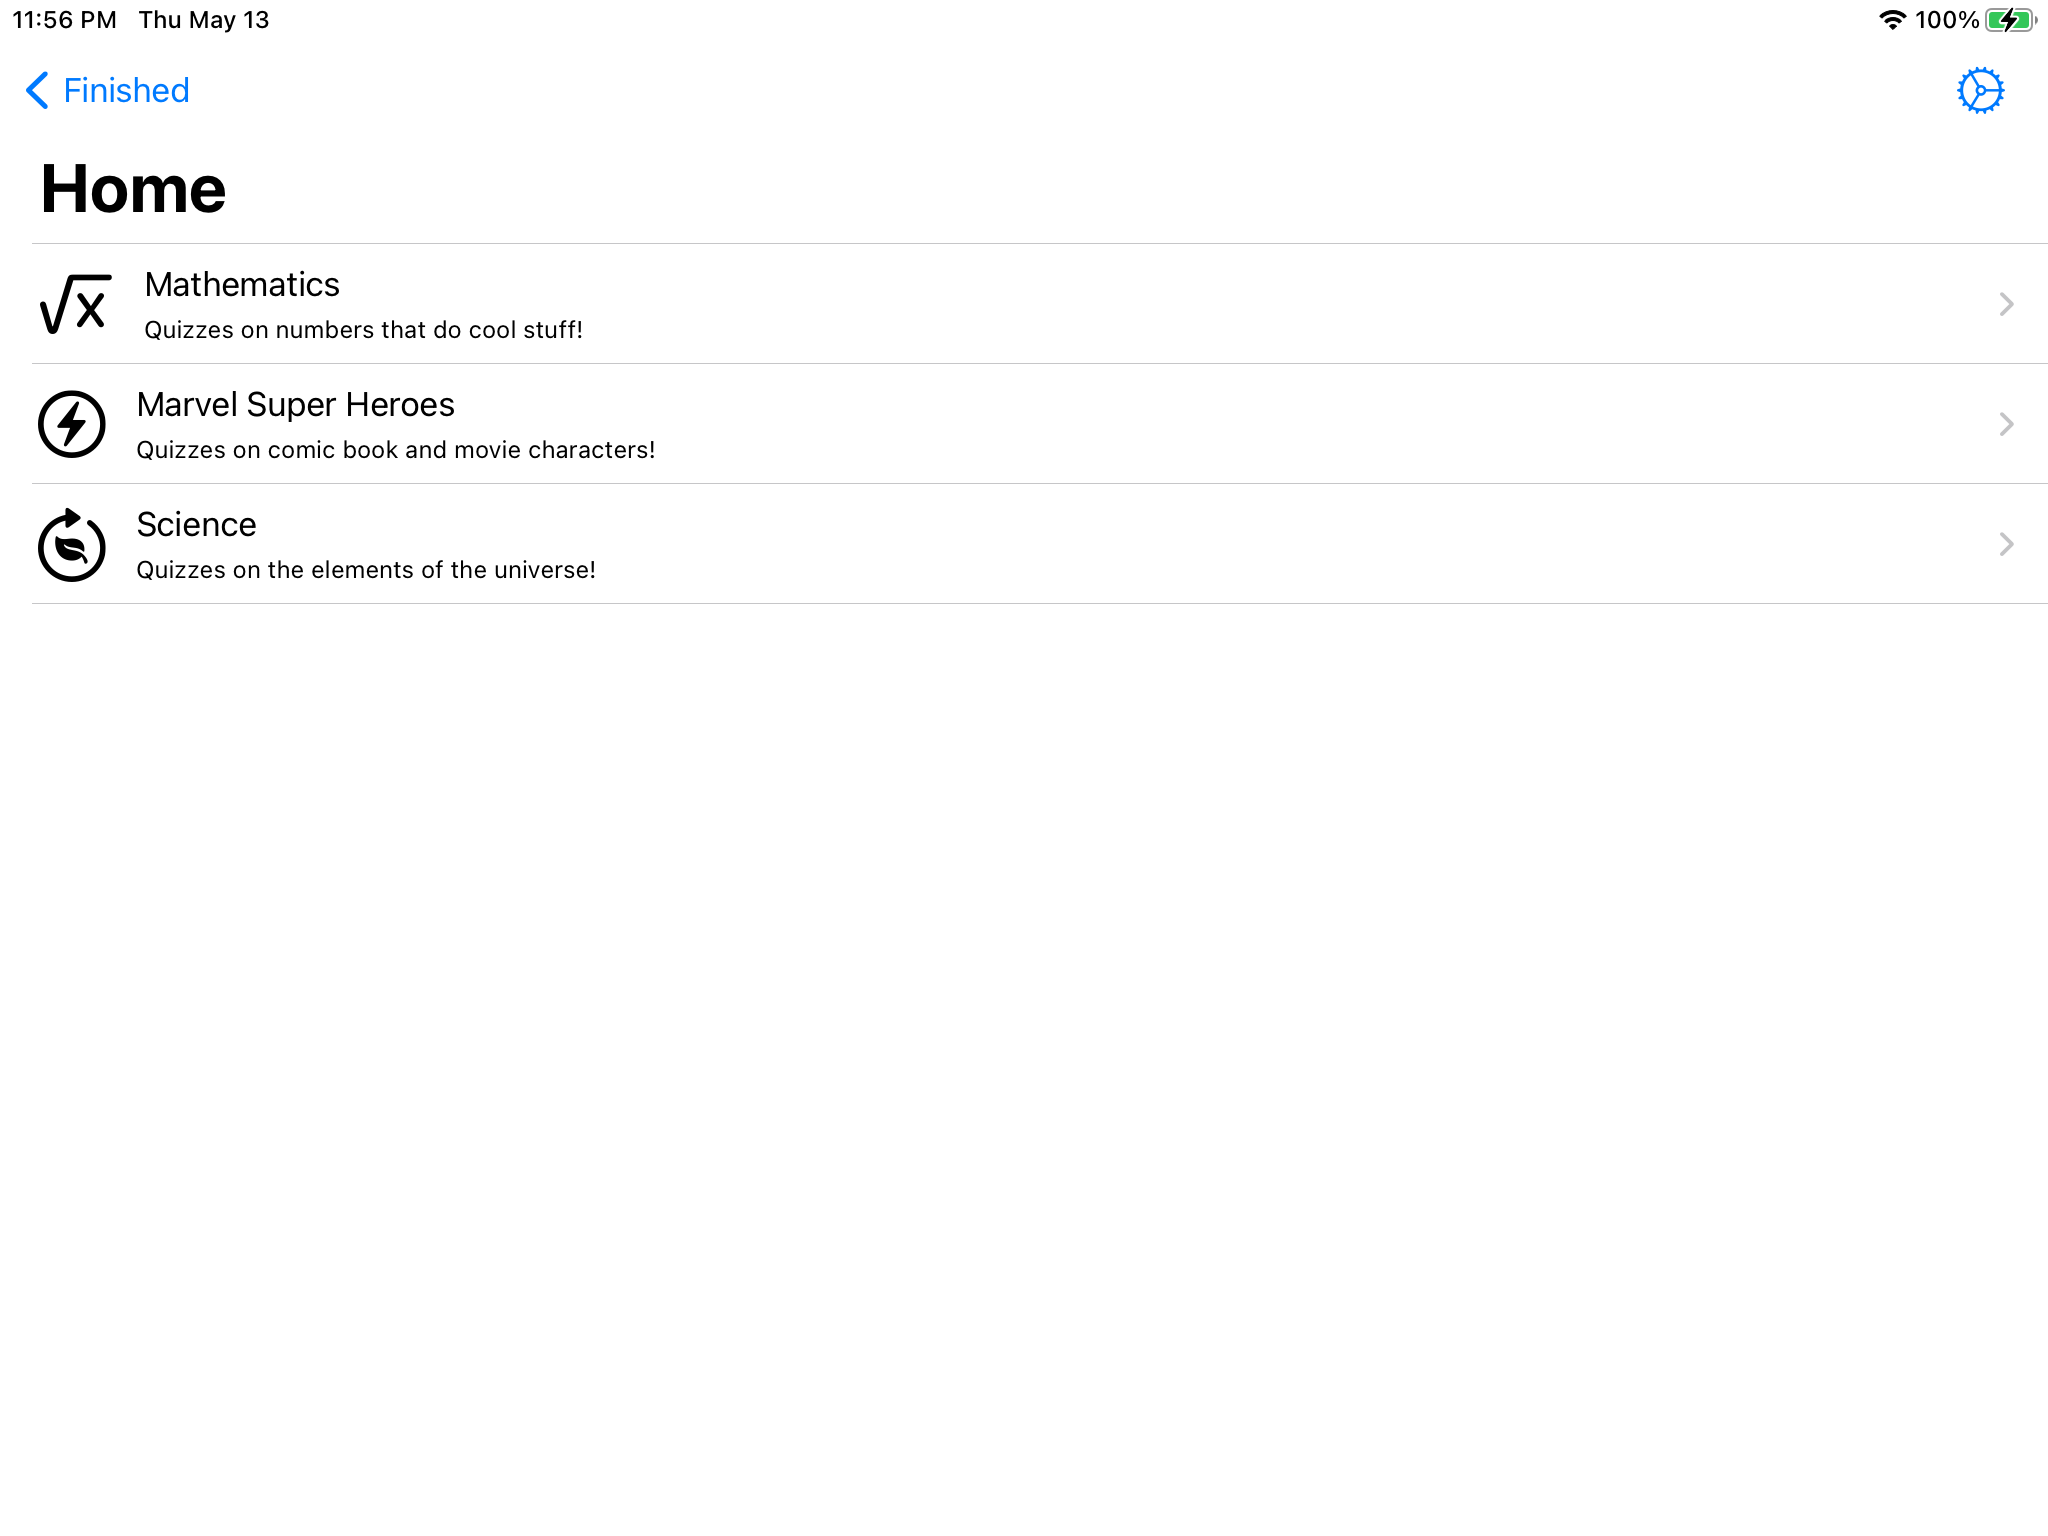 11:56 PM Thu May 13 100%
Finished
Home
Mathematics
Quizzes on numbers that do cool stuff!
Marvel Super Heroes
Quizzes on comic book and movie characters!
Science
Quizzes on the elements of the universe!